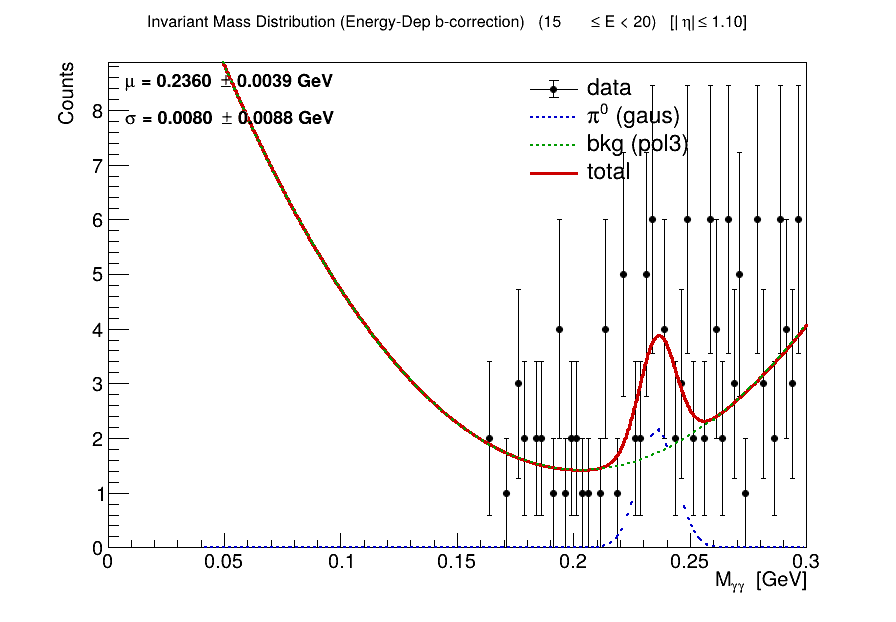 Invariant Mass Distribution (Energy-Dep b-correction) (15 ≤ E < 20) [| η| ≤ 1.10]
Counts
μ = 0.2360 ± 0.0039 GeV
σ = 0.0080 ± 0.0088 GeV
data
π⁰ (gaus)
bkg (pol3)
total
8
7
6
5
4
3
2
1
0
0 0.05 0.1 0.15 0.2 0.25 0.3
Mγγ [GeV]